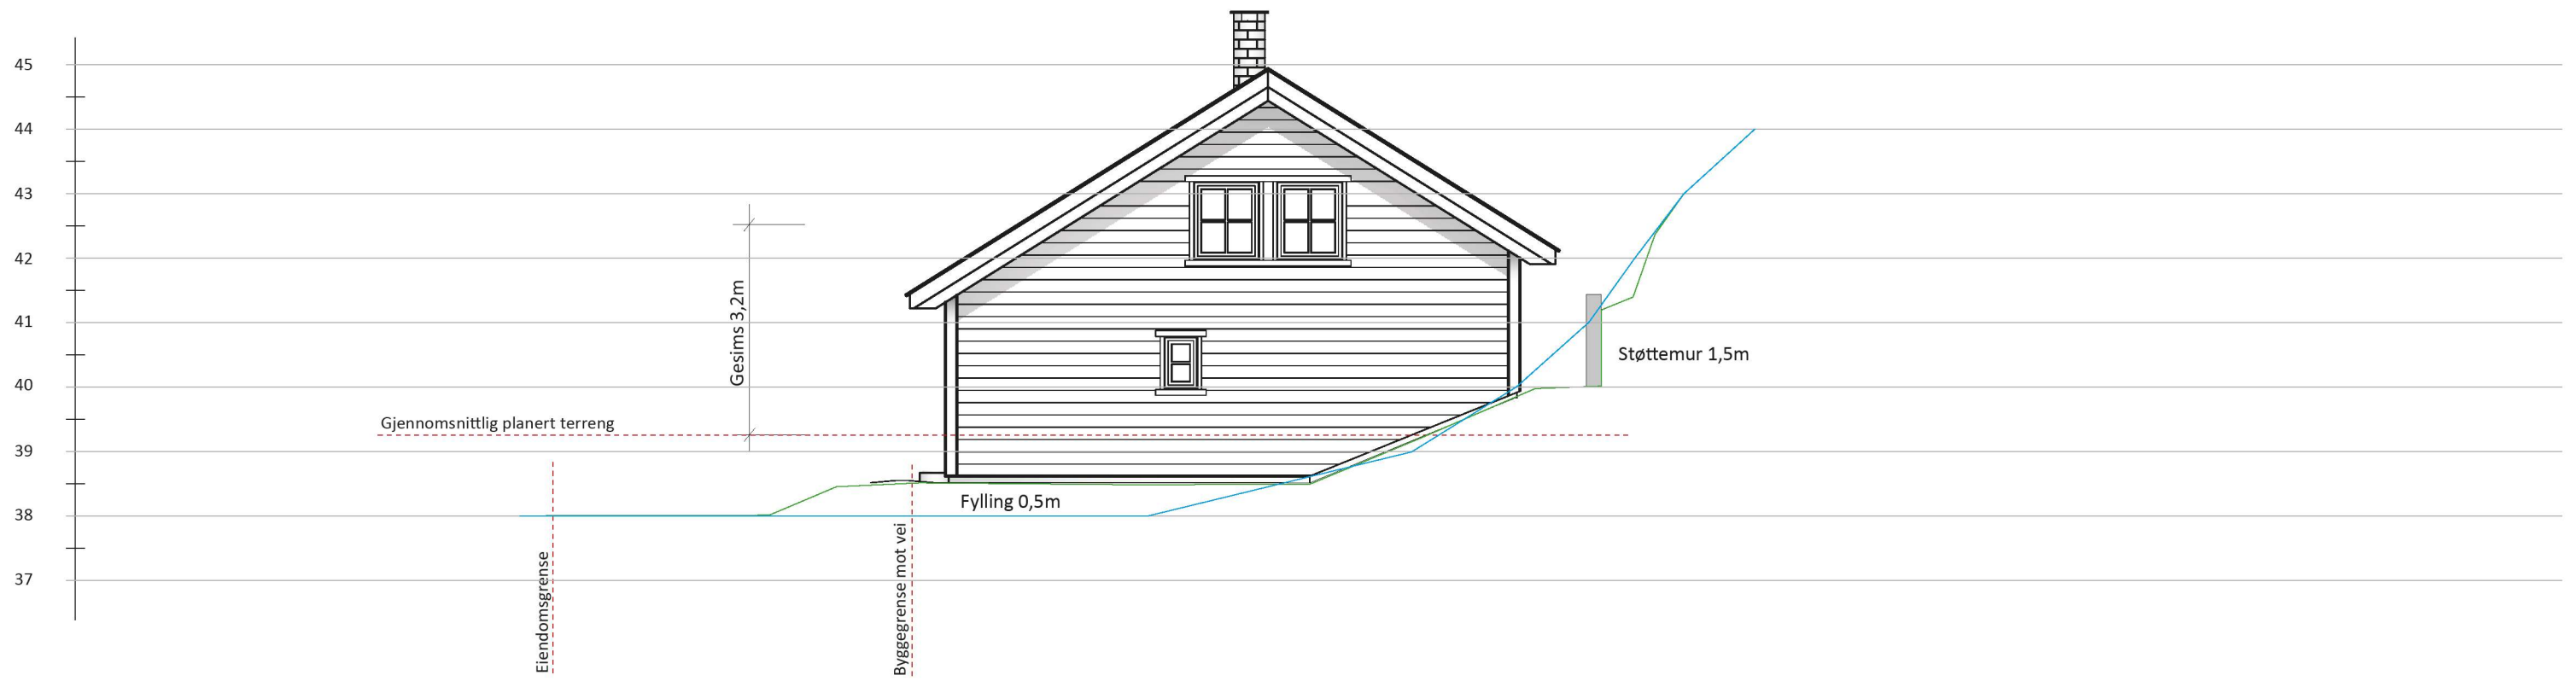 45
44
43
42
41
40
39
38
37
Gesims 3,2m
Gjennomsnittlig planert terreng
Støttemur 1,5m
Fylling 0,5m
Eiendomsgrense
Byggegrense mot vei